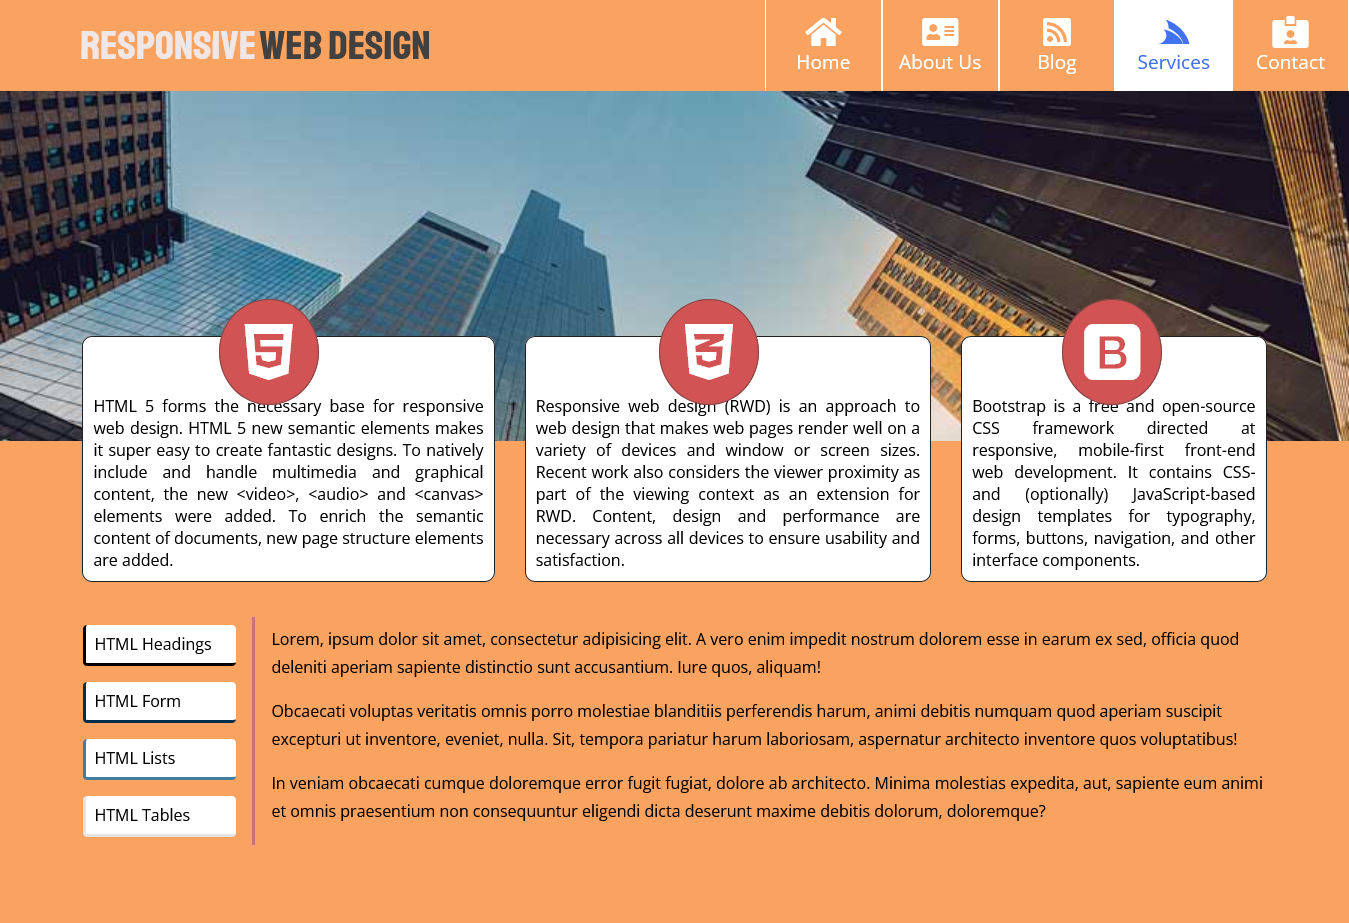 RESPONSIVE WEB DESIGN
Home
About Us
Blog
Services
Contact
HTML 5 forms the necessary base for responsive
web design. HTML 5 new semantic elements makes
it super easy to create fantastic designs. To natively
include and handle multimedia and graphical
content, the new <video>, <audio> and <canvas>
elements were added. To enrich the semantic
content of documents, new page structure elements
are added.
Responsive web design (RWD) is an approach to
web design that makes web pages render well on a
variety of devices and window or screen sizes.
Recent work also considers the viewer proximity as
part of the viewing context as an extension for
RWD. Content, design and performance are
necessary across all devices to ensure usability and
satisfaction.
B
Bootstrap is a free and open-source
CSS framework directed at
responsive, mobile-first front-end
web development. It contains CSS-
and (optionally) JavaScript-based
design templates for typography,
forms, buttons, navigation, and other
interface components.
HTML Headings
HTML Form
HTML Lists
HTML Tables
Lorem, ipsum dolor sit amet, consectetur adipisicing elit. A vero enim impedit nostrum dolorem esse in earum ex sed, officia quod
deleniti aperiam sapiente distinctio sunt accusantium. Iure quos, aliquam!
Obcaecati voluptas veritatis omnis porro molestiae blanditiis perferendis harum, animi debitis numquam quod aperiam suscipit
excepturi ut inventore, eveniet, nulla. Sit, tempora pariatur harum laboriosam, aspernatur architecto inventore quos voluptatibus!
In veniam obcaecati cumque doloremque error fugit fugiat, dolore ab architecto. Minima molestias expedita, aut, sapiente eum animi
et omnis praesentium non consequuntur eligendi dicta deserunt maxime debitis dolorum, doloremque?